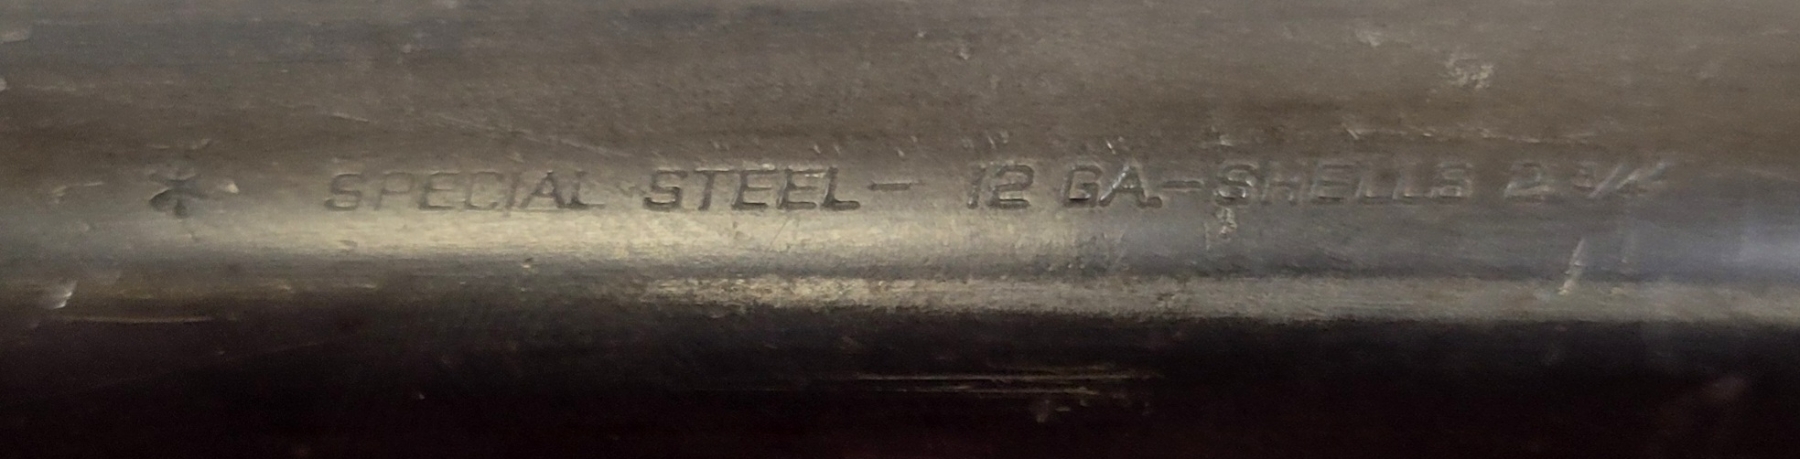 * SPECIAL STEEL - 12 GA.-SHELLS 2 3/4